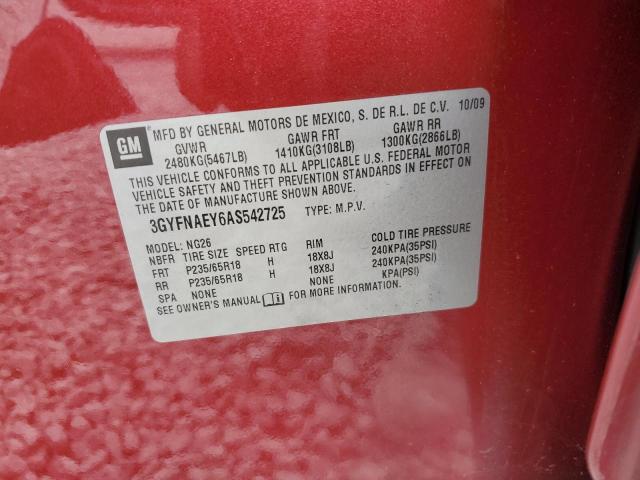 GM
MFD BY GENERAL MOTORS DE MEXICO, S. DE R.L. DE C.V. 10/09
GVWR GAWR FRT GAWR RR
2480KG(5467LB) 1410KG(3108LB) 1300KG(2866LB)
THIS VEHICLE CONFORMS TO ALL APPLICABLE U.S. FEDERAL MOTOR
VEHICLE SAFETY AND THEFT PREVENTION STANDARDS IN EFFECT ON
THE DATE OF MANUFACTURE SHOWN ABOVE.
3GYFNAEY6AS542725 TYPE: M.P.V.
MODEL: NG26
NBFR TIRE SIZE SPEED RTG RIM COLD TIRE PRESSURE
FRT P235/65R18 H 18X8J 240KPA(35PSI)
RR P235/65R18 H 18X8J 240KPA(35PSI)
SPA NONE NONE KPA(PSI)
SEE OWNER'S MANUAL FOR MORE INFORMATION.